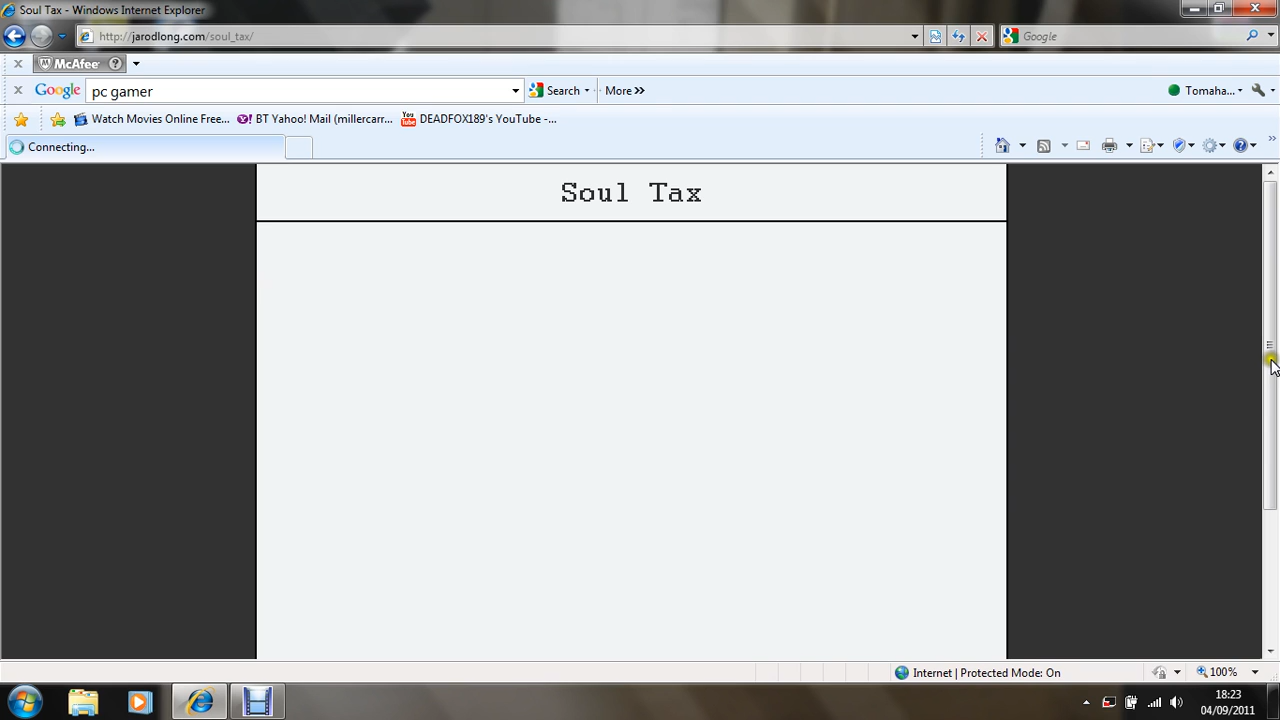 Soul Tax - Windows Internet Explorer
http://jarodlong.com/soul_tax/
Google
McAfee
Google pc gamer Search More >> Tomaha...
Watch Movies Online Free... BT Yahoo! Mail (millercarr... You Tube DEADFOX189's YouTube -...
Connecting...
Soul Tax
Internet | Protected Mode: On 100%
18:23
04/09/2011